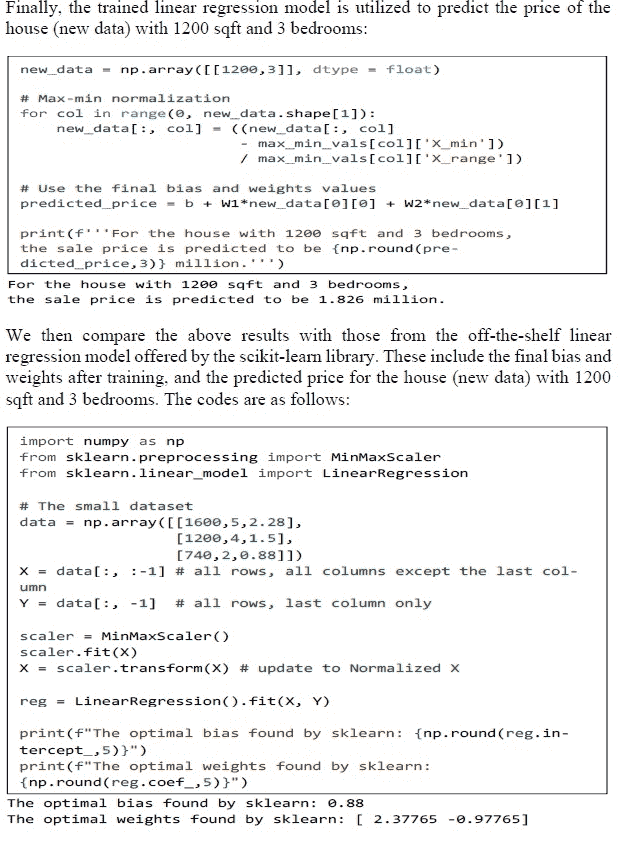 Finally, the trained linear regression model is utilized to predict the price of the
house (new data) with 1200 sqft and 3 bedrooms:
new_data = np.array([[1200,3]], dtype = float)
# Max-min normalization
for col in range(0, new_data.shape[1]):
    new_data[:, col] = ((new_data[:, col]
                      - max_min_vals[col]['X_min'])
                      / max_min_vals[col]['X_range'])
# Use the final bias and weights values
predicted_price = b + W1*new_data[0][0] + W2*new_data[0][1]
print(f'''For the house with 1200 sqft and 3 bedrooms,
the sale price is predicted to be {np.round(pre-
dicted_price,3)} million.''')
For the house with 1200 sqft and 3 bedrooms,
the sale price is predicted to be 1.826 million.
We then compare the above results with those from the off-the-shelf linear
regression model offered by the scikit-learn library. These include the final bias and
weights after training, and the predicted price for the house (new data) with 1200
sqft and 3 bedrooms. The codes are as follows:
import numpy as np
from sklearn.preprocessing import MinMaxScaler
from sklearn.linear_model import LinearRegression
# The small dataset
data = np.array([[1600,5,2.28],
                 [1200,4,1.5],
                 [740,2,0.88]])
X = data[:, :-1] # all rows, all columns except the last col-
umn
Y = data[:, -1]  # all rows, last column only
scaler = MinMaxScaler()
scaler.fit(X)
X = scaler.transform(X) # update to Normalized X
reg = LinearRegression().fit(X, Y)
print(f"The optimal bias found by sklearn: {np.round(reg.in-
tercept_,5)}")
print(f"The optimal weights found by sklearn:
{np.round(reg.coef_,5)}")
The optimal bias found by sklearn: 0.88
The optimal weights found by sklearn: [ 2.37765 -0.97765]